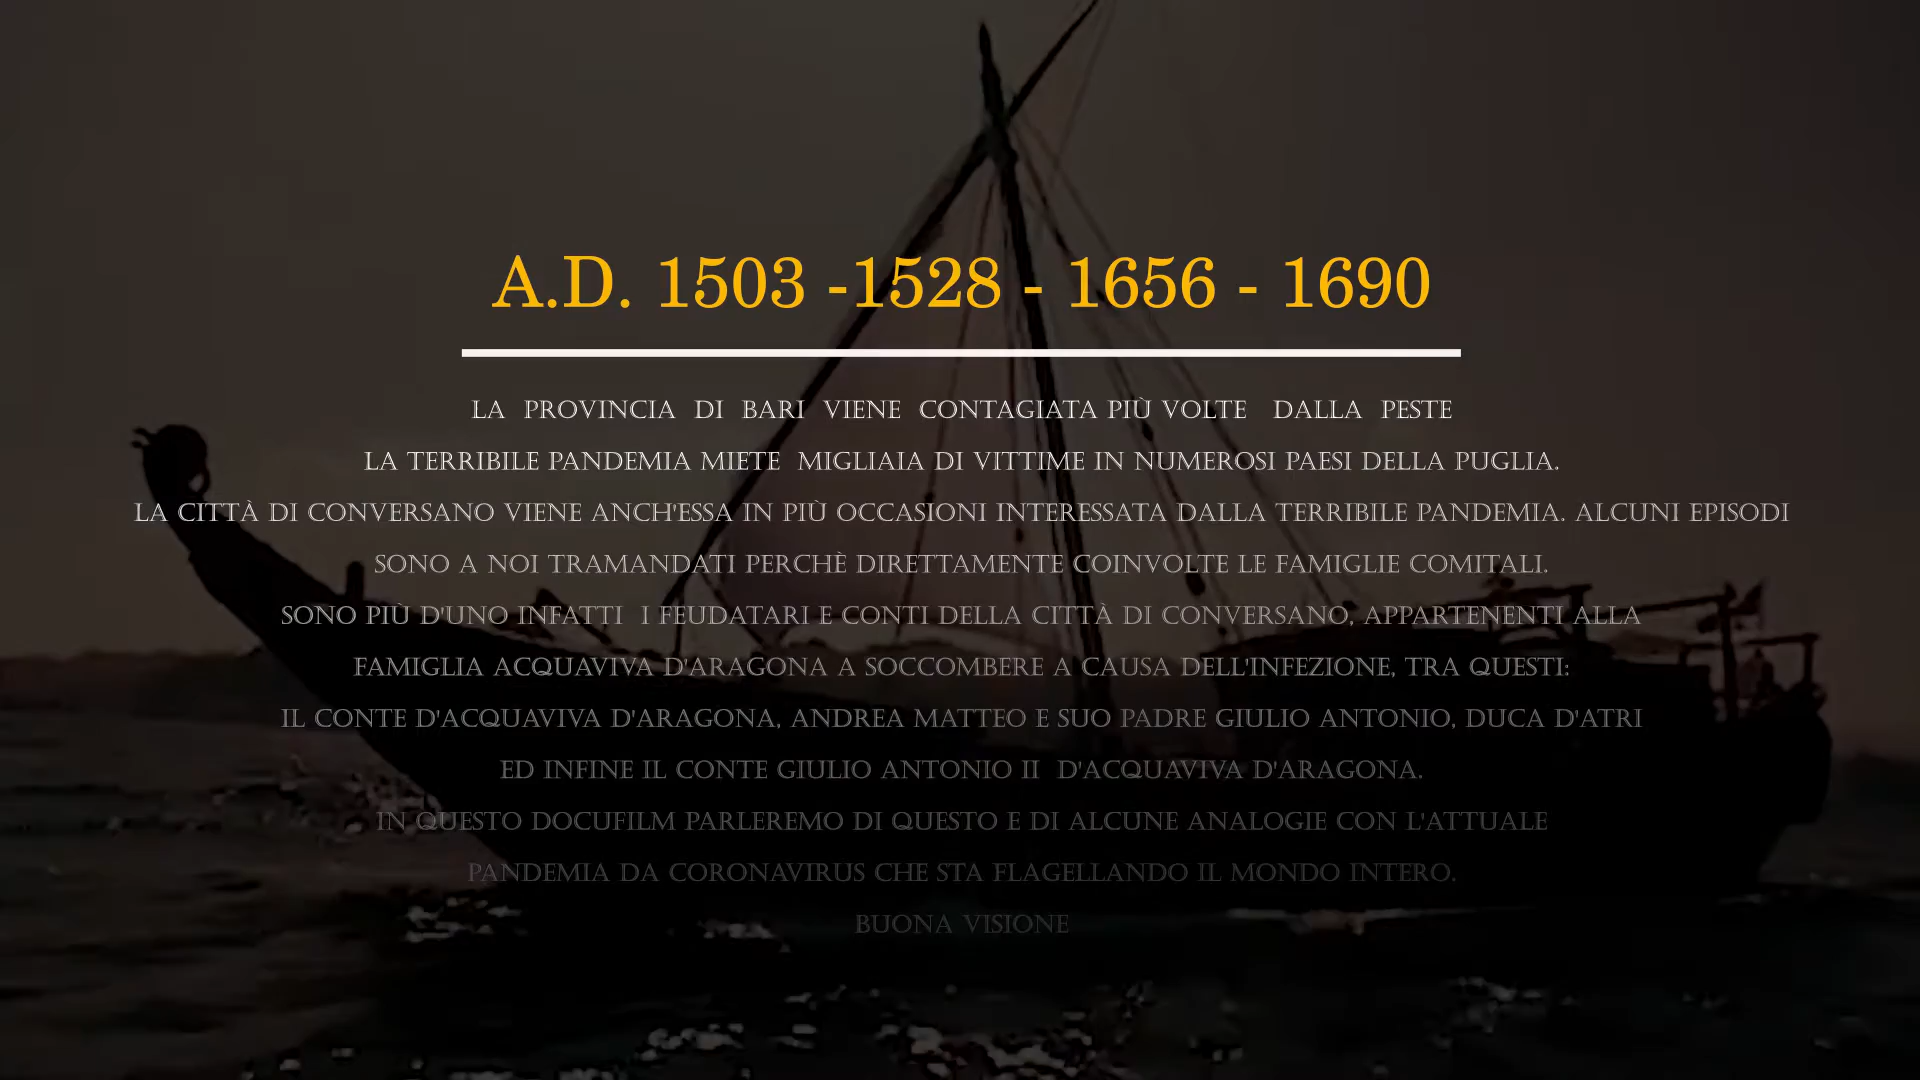 A.D. 1503 -1528 - 1656 - 1690
LA PROVINCIA DI BARI VIENE CONTAGIATA PIÙ VOLTE DALLA PESTE
LA TERRIBILE PANDEMIA MIETE MIGLIAIA DI VITTIME IN NUMEROSI PAESI DELLA PUGLIA.
LA CITTÀ DI CONVERSANO VIENE ANCH'ESSA IN PIÙ OCCASIONI INTERESSATA DALLA TERRIBILE PANDEMIA. ALCUNI EPISODI
SONO A NOI TRAMANDATI PERCHÈ DIRETTAMENTE COINVOLTE LE FAMIGLIE COMITALI.
SONO PIÙ D'UNO INFATTI I FEUDATARI E CONTI DELLA CITTÀ DI CONVERSANO, APPARTENENTI ALLA
FAMIGLIA ACQUAVIVA D'ARAGONA A SOCCOMBERE A CAUSA DELL'INFEZIONE, TRA QUESTI:
IL CONTE D'ACQUAVIVA D'ARAGONA, ANDREA MATTEO E SUO PADRE GIULIO ANTONIO, DUCA D'ATRI
ED INFINE IL CONTE GIULIO ANTONIO II D'ACQUAVIVA D'ARAGONA.
IN QUESTO DOCUFILM PARLEREMO DI QUESTO E DI ALCUNE ANALOGIE CON L'ATTUALE
PANDEMIA DA CORONAVIRUS CHE STA FLAGELLANDO IL MONDO INTERO.
BUONA VISIONE